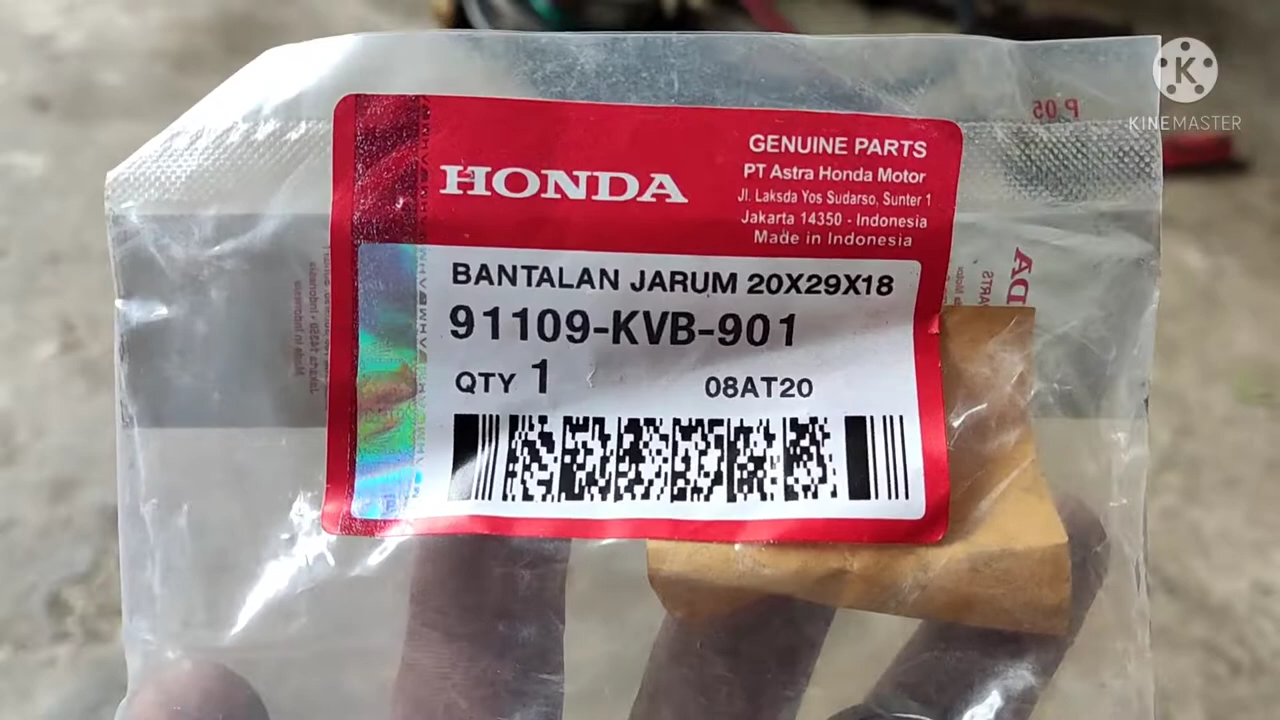 HONDA
GENUINE PARTS
PT Astra Honda Motor
Jl. Laksda Yos Sudarso, Sunter 1
Jakarta 14350 - Indonesia
Made in Indonesia
BANTALAN JARUM 20X29X18
91109-KVB-901
QTY 1
08AT20
P 05
K
KINEMASTER